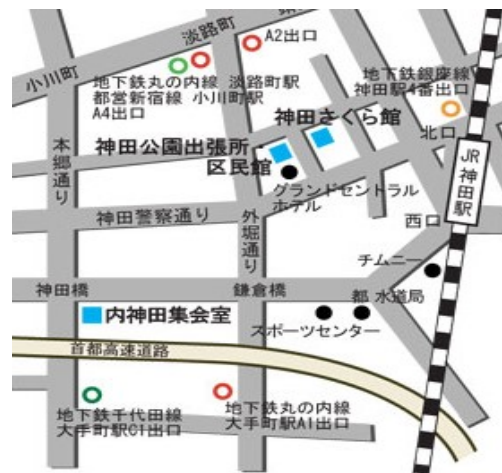 淡路町
A2出口
小川町
地下鉄丸の内線 淡路町駅
都営新宿線 小川町駅
A4出口
地下鉄銀座線
神田駅4番出口
北口
神田さくら館
神田公園出張所・
区民館
本郷通り
グランドセントラル
ホテル
JR神田駅
神田警察通り
外堀通り
西口
チムニー
神田橋
鎌倉橋
都 水道局
内神田集会室
スポーツセンター
首都高速道路
地下鉄千代田線
大手町駅C1出口
地下鉄丸の内線
大手町駅A1出口